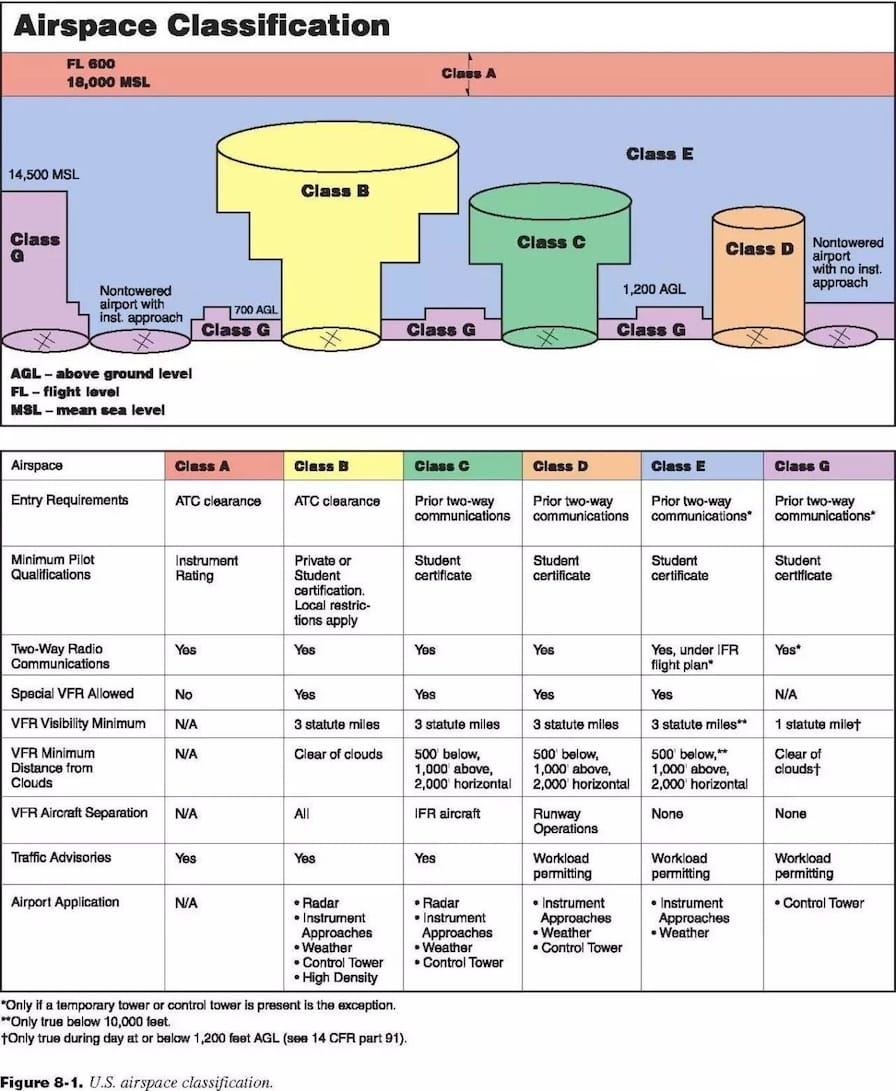 Airspace Classification
FL 600
18,000 MSL
Class A
Class E
14,500 MSL
Class B
Class C
Class
G
Class D
Nontowered
airport
with no inst.
approach
Nontowered
airport with
inst. approach
700 AGL
1,200 AGL
Class G
Class G
Class G
AGL – above ground level
FL – flight level
MSL – mean sea level
Airspace Class A Class B Class C Class D Class E Class G
Entry Requirements ATC clearance ATC clearance Prior two-way Prior two-way Prior two-way Prior two-way
communications communications communications* communications*
Minimum Pilot Instrument Private or Student Student Student Student
Qualifications Rating Student certificate certificate certificate certificate
certification.
Local restric-
tions apply
Two-Way Radio Yes Yes Yes Yes Yes, under IFR Yes*
Communications flight plan*
Special VFR Allowed No Yes Yes Yes Yes N/A
VFR Visibility Minimum N/A 3 statute miles 3 statute miles 3 statute miles 3 statute miles** 1 statute mile†
VFR Minimum N/A Clear of clouds 500' below, 500' below, 500' below,** Clear of
Distance from 1,000' above, 1,000' above, 1,000' above, clouds†
Clouds 2,000' horizontal 2,000' horizontal 2,000' horizontal
VFR Aircraft Separation N/A All IFR aircraft Runway None None
Operations
Traffic Advisories Yes Yes Yes Workload Workload Workload
permitting permitting permitting
Airport Application N/A • Radar • Radar • Instrument • Instrument • Control Tower
• Instrument • Instrument Approaches Approaches
Approaches Approaches • Weather • Weather
• Weather • Weather • Control Tower
• Control Tower • Control Tower
• High Density
*Only if a temporary tower or control tower is present is the exception.
**Only true below 10,000 feet.
†Only true during day at or below 1,200 feet AGL (see 14 CFR part 91).
Figure 8-1. U.S. airspace classification.